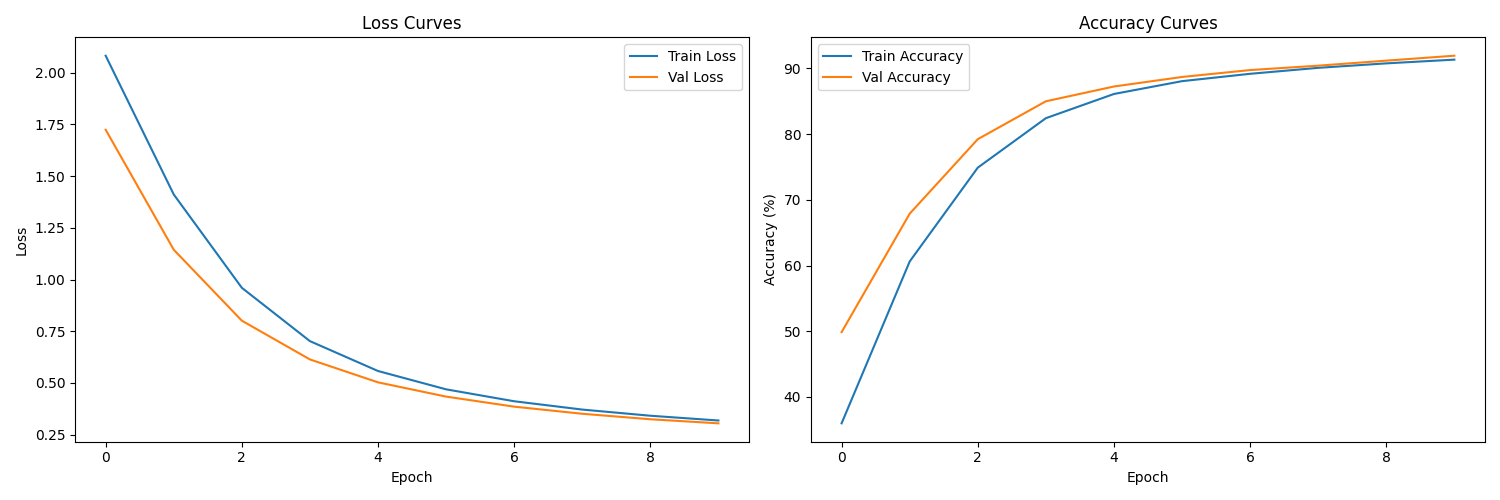 Loss Curves
Train Loss
Val Loss
2.00
1.75
1.50
1.25
1.00
0.75
0.50
0.25
Loss
0 2 4 6 8
Epoch
Accuracy Curves
Train Accuracy
Val Accuracy
90
80
70
60
50
40
Accuracy (%)
0 2 4 6 8
Epoch